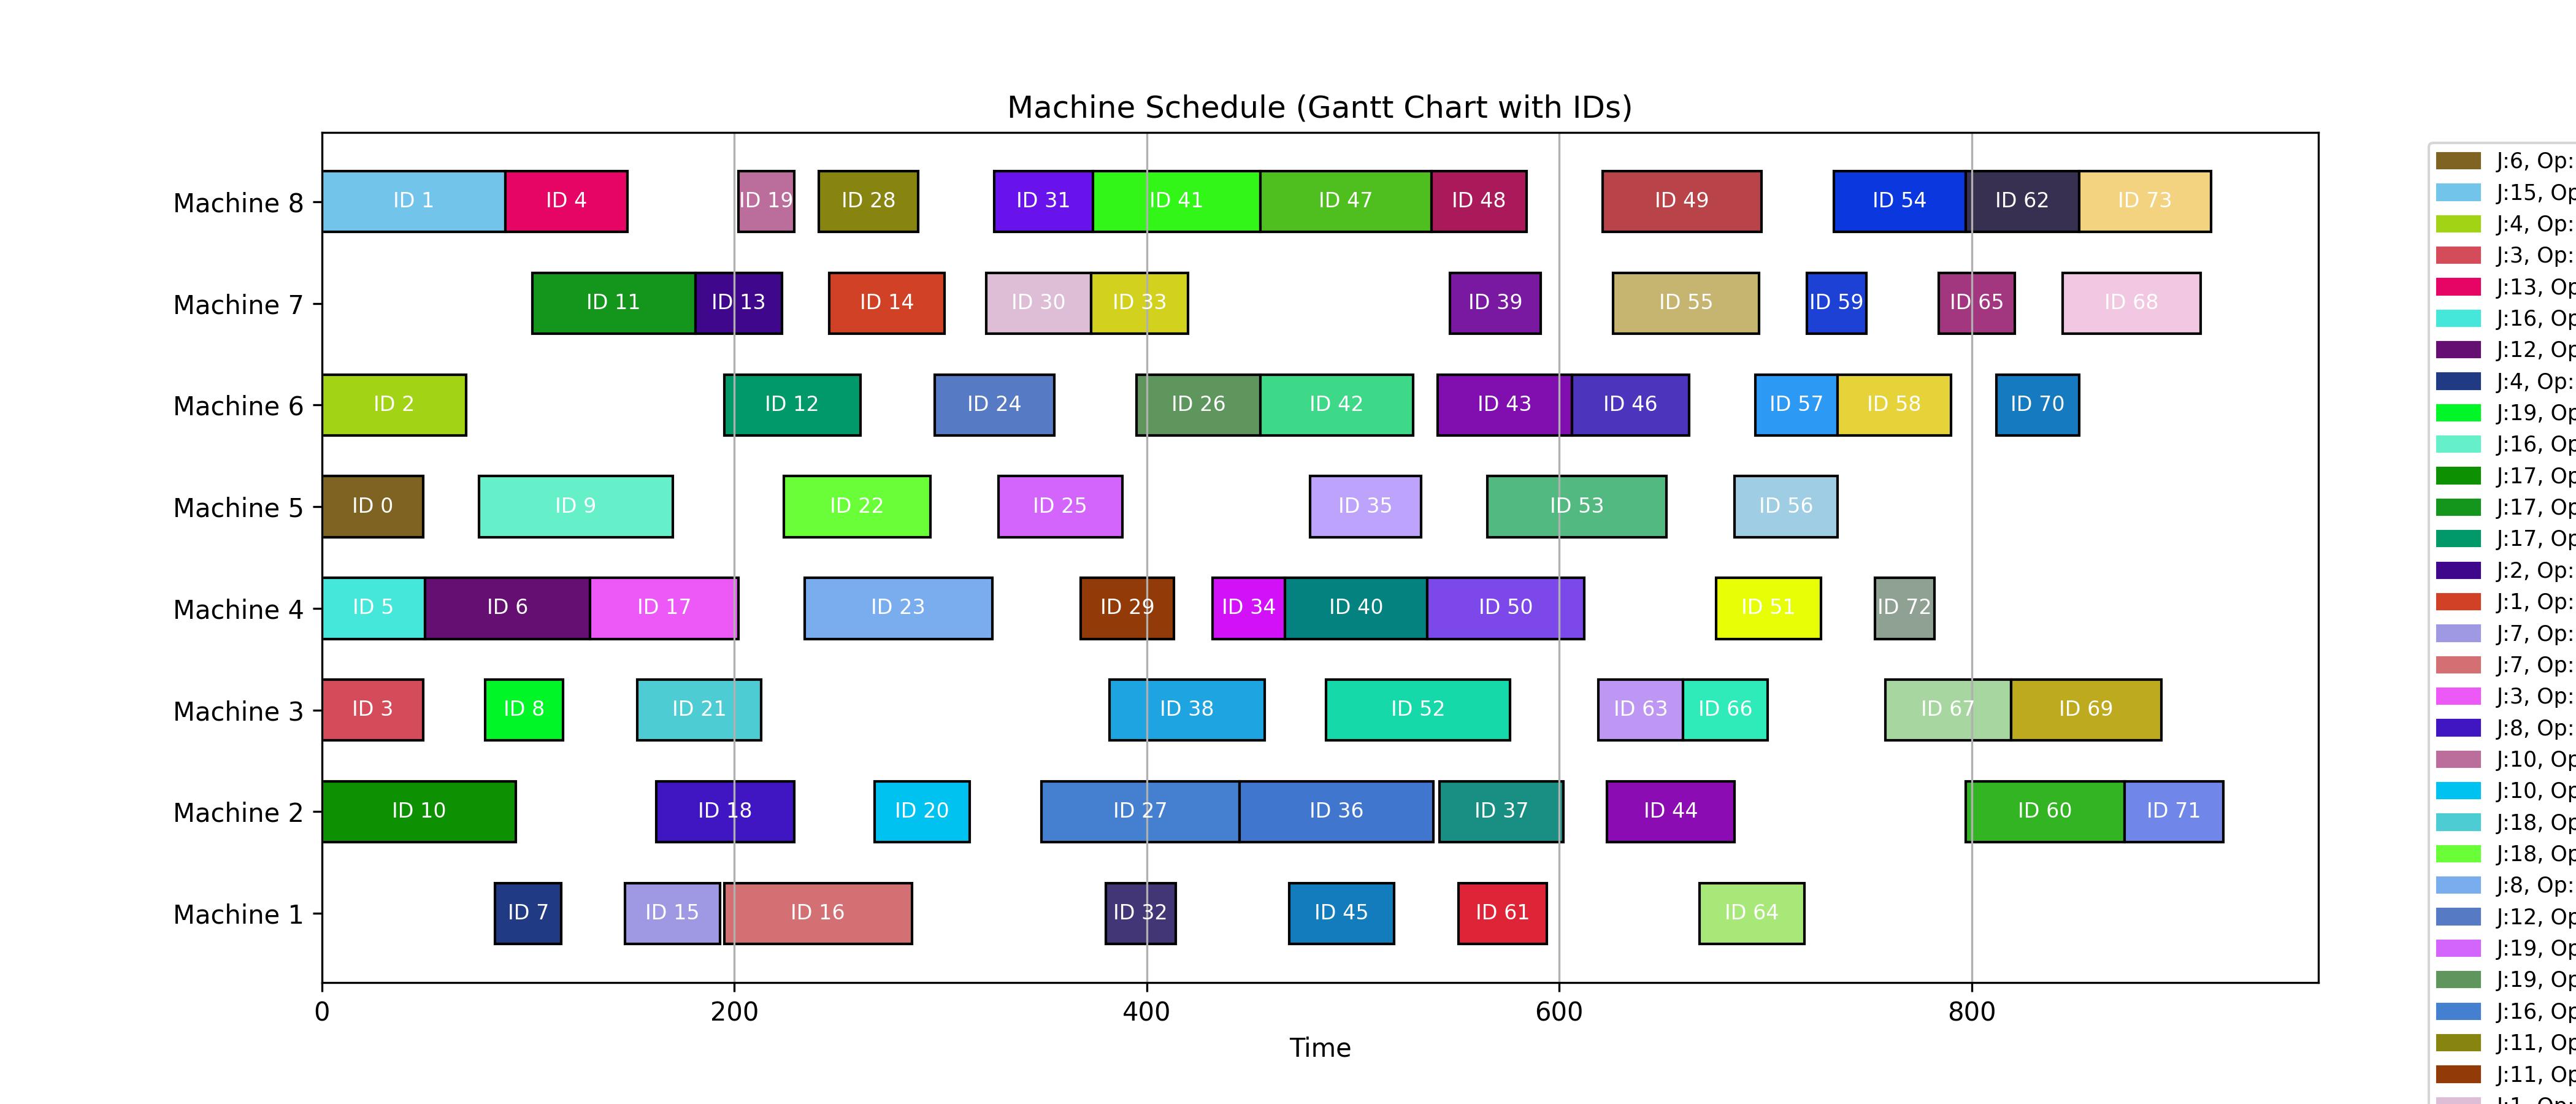 Machine Schedule (Gantt Chart with IDs)
Machine 8
ID 1
ID 4
ID 19
ID 28
ID 31
ID 41
ID 47
ID 48
ID 49
ID 54
ID 62
ID 73
Machine 7
ID 11
ID 13
ID 14
ID 30
ID 33
ID 39
ID 55
ID 59
ID 65
ID 68
Machine 6
ID 2
ID 12
ID 24
ID 26
ID 42
ID 43
ID 46
ID 57
ID 58
ID 70
Machine 5
ID 0
ID 9
ID 22
ID 25
ID 35
ID 53
ID 56
Machine 4
ID 5
ID 6
ID 17
ID 23
ID 29
ID 34
ID 40
ID 50
ID 51
ID 72
Machine 3
ID 3
ID 8
ID 21
ID 38
ID 52
ID 63
ID 66
ID 67
ID 69
Machine 2
ID 10
ID 18
ID 20
ID 27
ID 36
ID 37
ID 44
ID 60
ID 71
Machine 1
ID 7
ID 15
ID 16
ID 32
ID 45
ID 61
ID 64
0
200
400
600
800
Time
J:6, Op:
J:15, Op
J:4, Op:
J:3, Op:
J:13, Op
J:16, Op
J:12, Op
J:4, Op:
J:19, Op
J:16, Op
J:17, Op
J:17, Op
J:17, Op
J:2, Op:
J:1, Op:
J:7, Op:
J:7, Op:
J:3, Op:
J:8, Op:
J:10, Op
J:10, Op
J:18, Op
J:18, Op
J:8, Op:
J:12, Op
J:19, Op
J:19, Op
J:16, Op
J:11, Op
J:11, Op
J:1, Op: